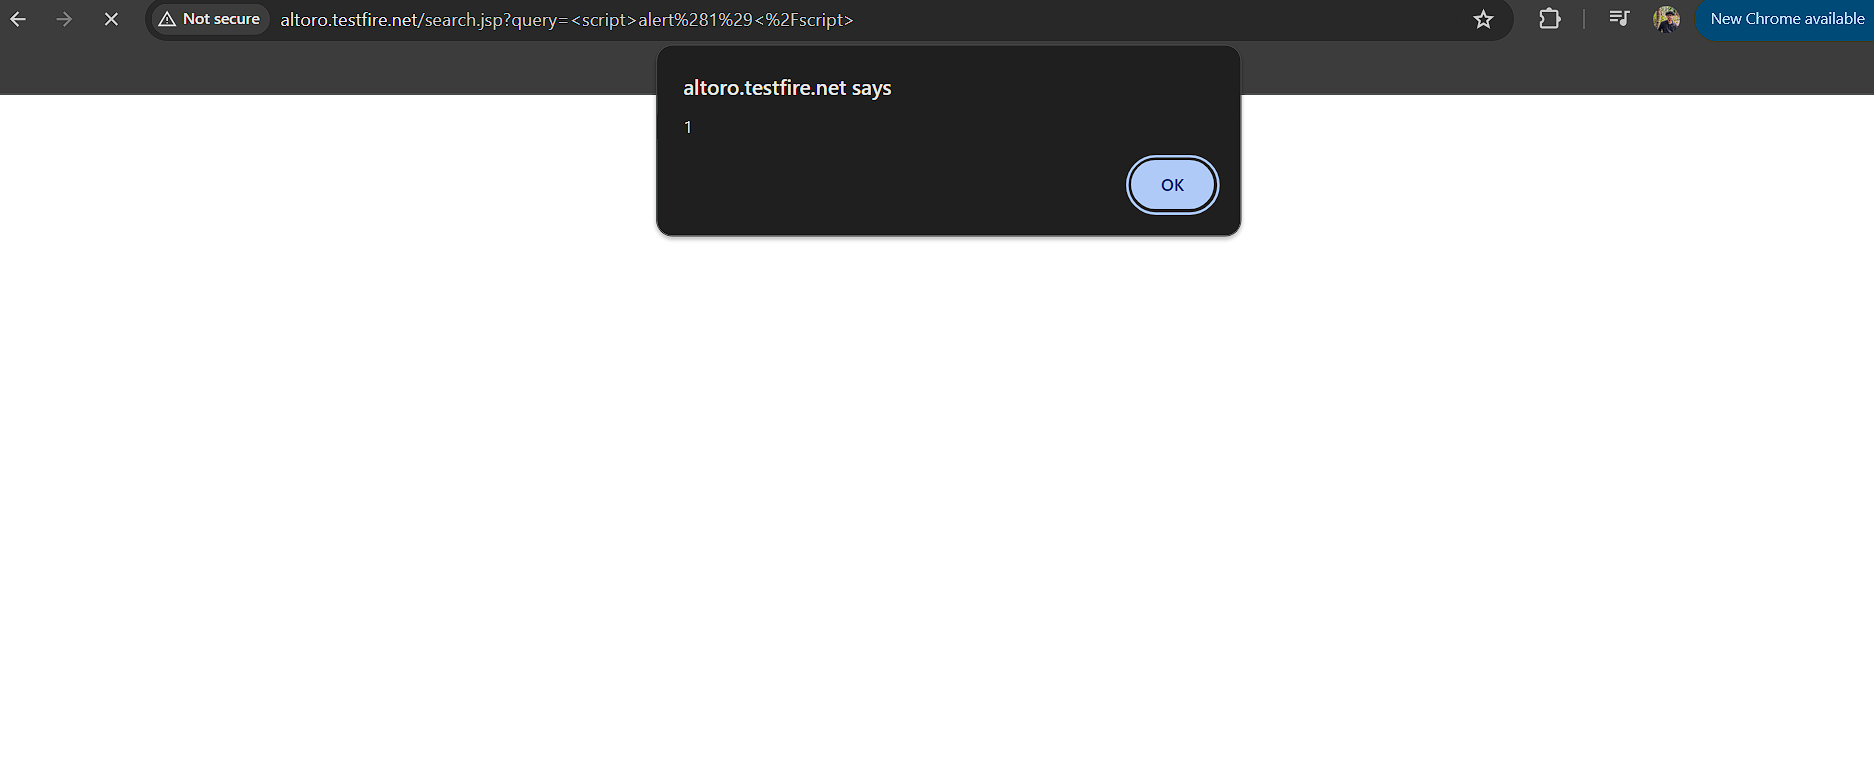 Not secure altoro.testfire.net/search.jsp?query=<script>alert%281%29<%2Fscript> New Chrome available
altoro.testfire.net says
1
OK